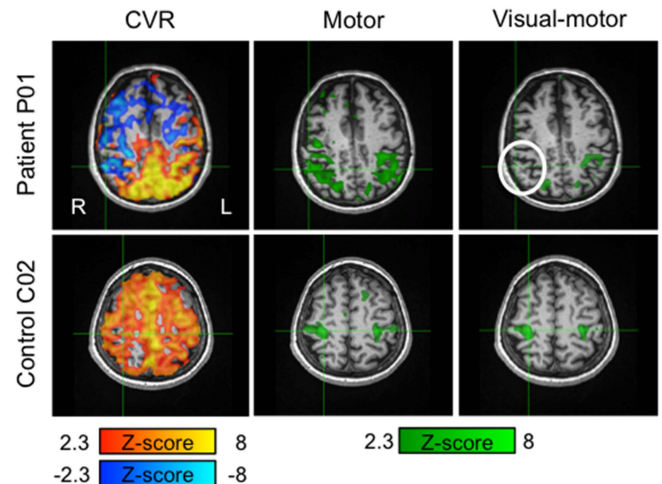 CVR Motor Visual-motor
Patient P01
R L
Control C02
2.3 Z-score 8
2.3 Z-score 8
-2.3 Z-score -8